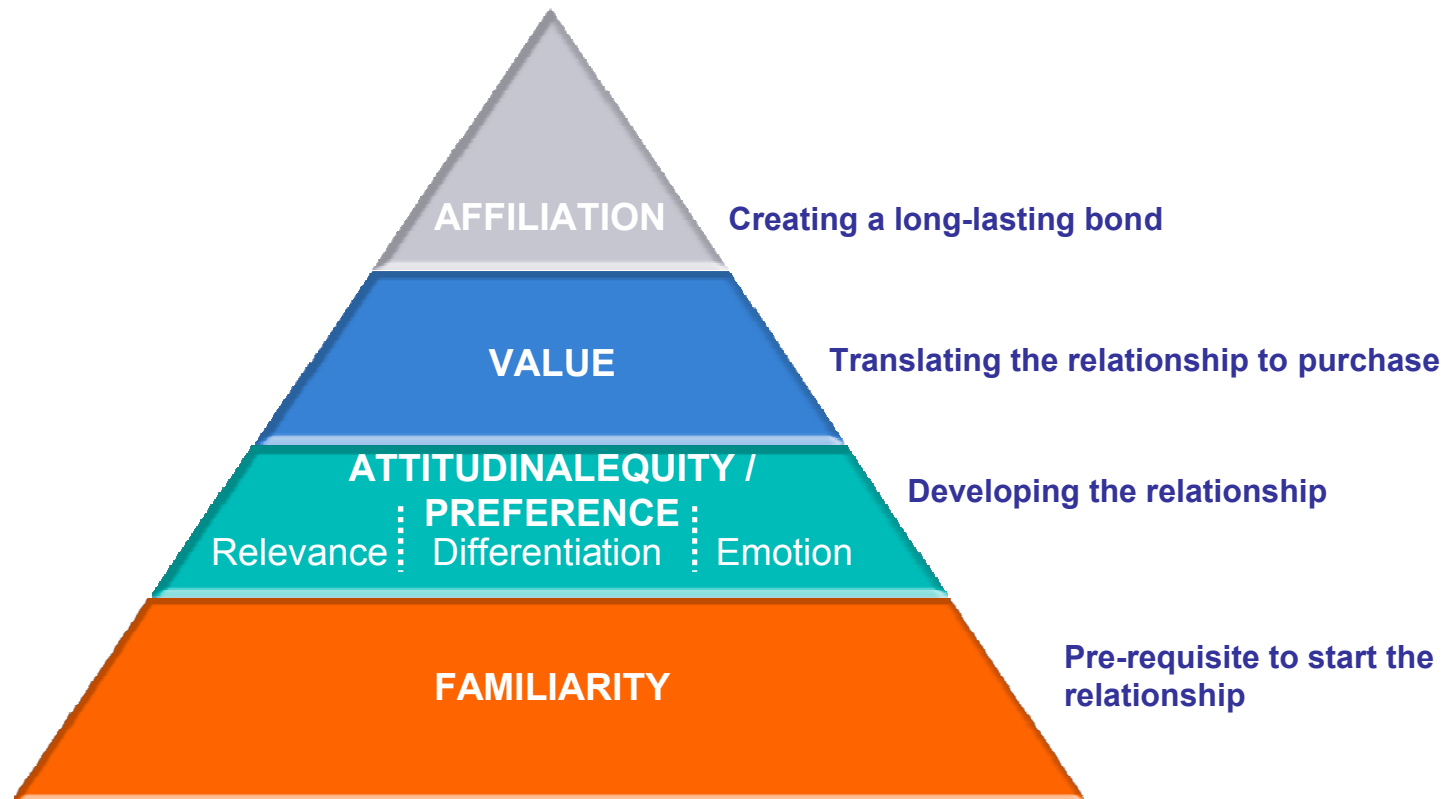 AFFILIATION
Creating a long-lasting bond
VALUE
Translating the relationship to purchase
ATTITUDINALEQUITY /
PREFERENCE
Relevance Differentiation Emotion
Developing the relationship
FAMILIARITY
Pre-requisite to start the
relationship